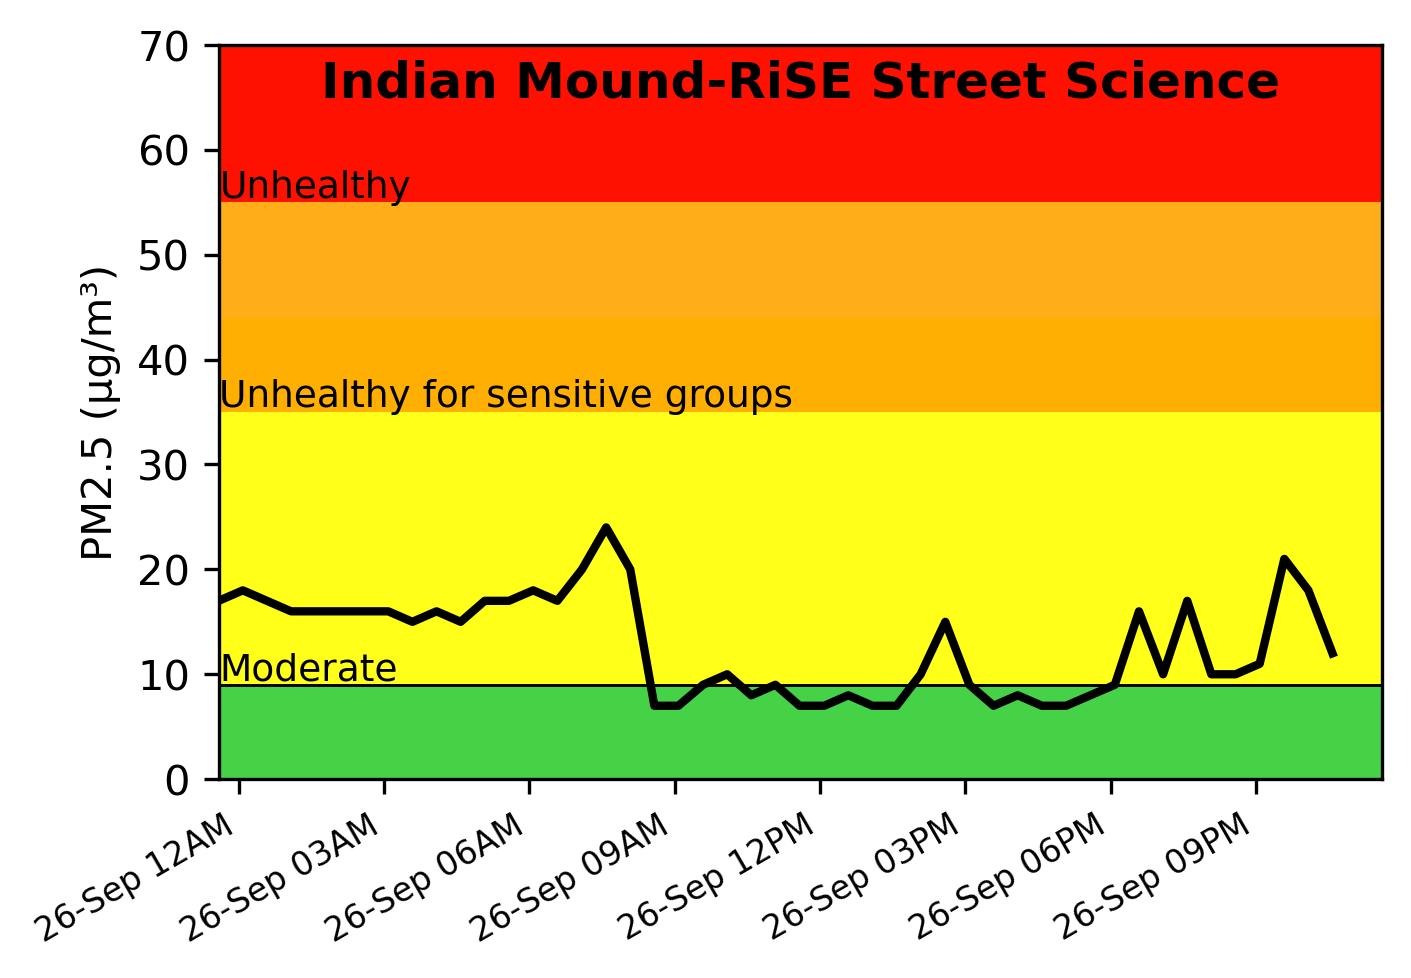 Indian Mound-RiSE Street Science
70
60
50
40
30
20
10
0
PM2.5 (µg/m³)
Unhealthy
Unhealthy for sensitive groups
Moderate
26-Sep 12AM
26-Sep 03AM
26-Sep 06AM
26-Sep 09AM
26-Sep 12PM
26-Sep 03PM
26-Sep 06PM
26-Sep 09PM